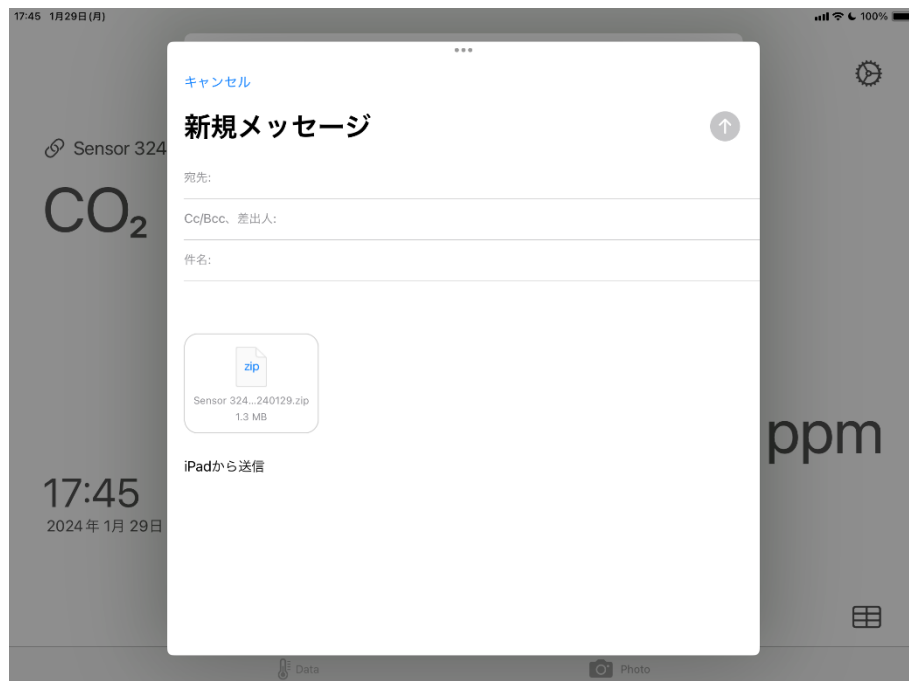 17:45 1月29日(月)
100%
キャンセル
新規メッセージ
Sensor 324
宛先:
CO₂
Cc/Bcc、差出人:
件名:
zip
Sensor 324...240129.zip
1.3 MB
ppm
iPadから送信
17:45
2024年1月29日
Data
Photo